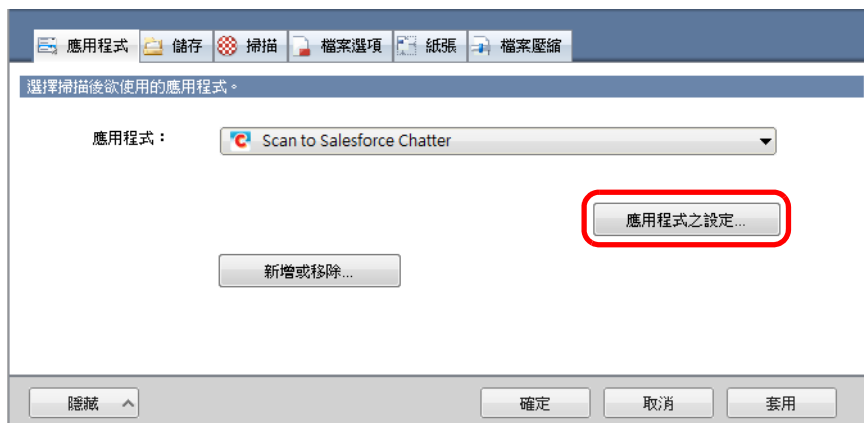 應用程式 儲存 掃描 檔案選項 紙張 檔案壓縮
選擇掃描後欲使用的應用程式。
應用程式： Scan to Salesforce Chatter
應用程式之設定...
新增或移除...
隱藏 確定 取消 套用